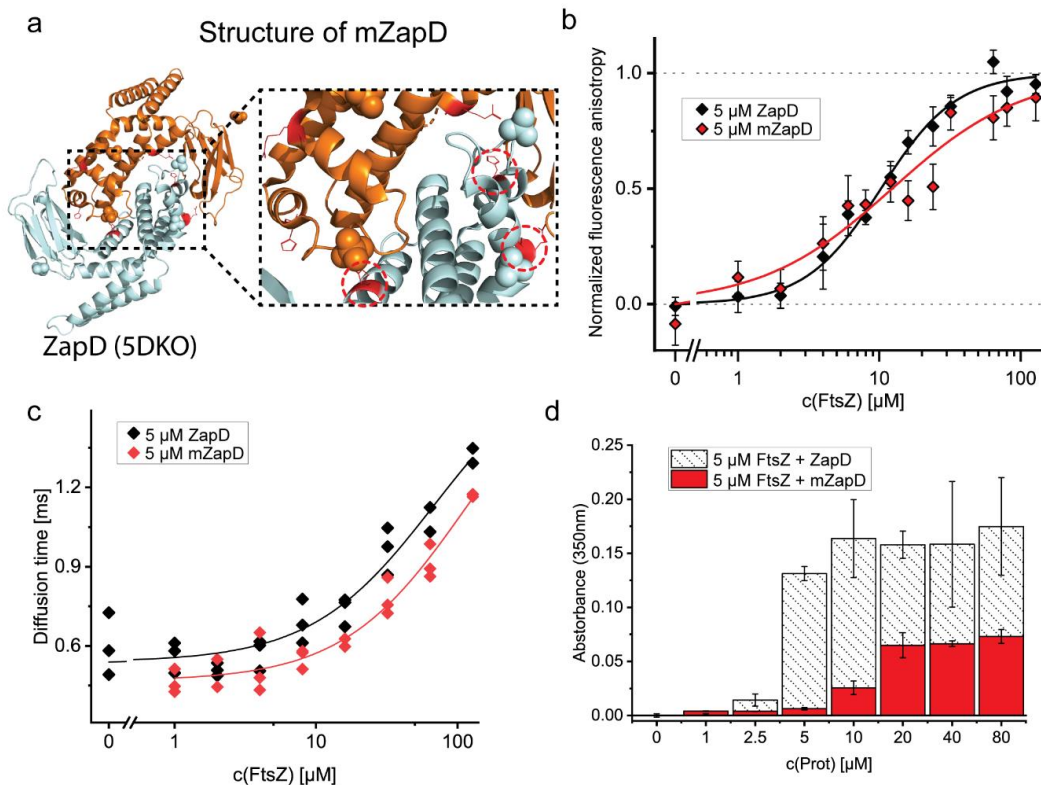 a
Structure of mZapD
ZapD (5DKO)
b
Normalized fluorescence anisotropy
1.0
0.5
0.0
5 µM ZapD
5 µM mZapD
0
1
10
100
c(FtsZ) [µM]
c
Diffusion time [ms]
1.2
0.9
0.6
5 µM ZapD
5 µM mZapD
0
1
10
100
c(FtsZ) [µM]
d
Abstorbance (350nm)
0.25
0.20
0.15
0.10
0.05
0.00
5 µM FtsZ + ZapD
5 µM FtsZ + mZapD
0
1
2.5
5
10
20
40
80
c(Prot) [µM]